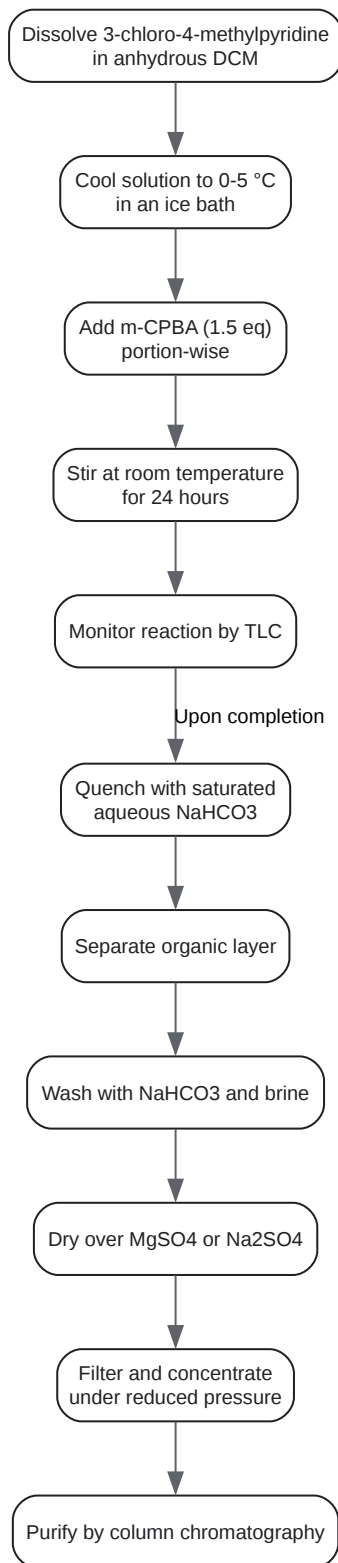 Dissolve 3-chloro-4-methylpyridine
in anhydrous DCM
Cool solution to 0-5 °C
in an ice bath
Add m-CPBA (1.5 eq)
portion-wise
Stir at room temperature
for 24 hours
Monitor reaction by TLC
Upon completion
Quench with saturated
aqueous NaHCO3
Separate organic layer
Wash with NaHCO3 and brine
Dry over MgSO4 or Na2SO4
Filter and concentrate
under reduced pressure
Purify by column chromatography